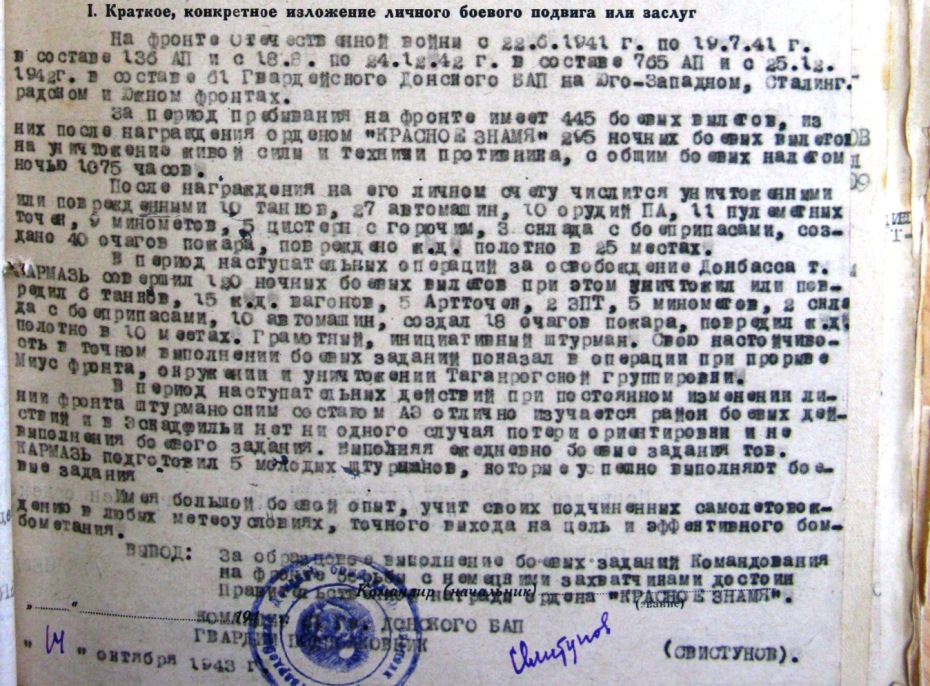 I. Краткое, конкретное изложение личного боевого подвига или заслуг
На фронте Отечественной войны с 22.6.1941 г. по 19.7.41 г.
в составе 136 АП и с 18.8. по 24.12.42 г. в составе 765 АП и с 25.12.
1942г. в составе 61 Гвардейского Донского БАП на Юго-Западном, Сталинг-
радском и Южном фронтах.
За период пребывания на фронте имеет 445 боевых вылетов, из
них после награждения орденом "КРАСНОЕ ЗНАМЯ" 295 ночных боевых вылетов
на уничтожение живой силы и техники противника, с общим боевых налетом
ночью 1075 часов.
После награждения на его личном счету числится уничтоженными
или поврежденными 10 танков, 27 автомашин, 10 орудий ПА, 11 пулеметных
точек, 9 минометов, 5 цистерн с горючим, 3 склада с боеприпасами, соз-
дано 40 очагов пожара, повреждено ж.д. полотно в 25 местах.
В период наступательных операций за освобождение Донбасса т.
КАРМАЗЬ совершил 120 ночных боевых вылетов при этом уничтожил или пов-
редил 6 танков, 15 ж.д. вагонов, 5 Артточек, 2 ЗПТ, 5 минометов, 2 скла
да с боеприпасами, 10 автомашин, создал 18 очагов пожара, повредил ж.д.
полотно в 10 местах. Грамотный, инициативный штурман. Свою настойчиво-
сть в точном выполнении боевых заданий показал в операции при прорыве
Миус фронта, окружении и уничтожении Таганрогской группировки.
В период наступательных действий при постоянном изменении ли-
нии фронта штурманским составом АЭ отлично изучается район боевых дей-
ствий и в Эскадрильи нет ни одного случая потери ориентировки и не
выполнения боевого задания. Выполняя ежедневно боевые задания тов.
КАРМАЗЬ подготовил 5 молодых штурманов, которые успешно выполняют бое-
вые задания
Имея большой боевой опыт, учит своих подчиненных самолетовож-
дению в любых метеоусловиях, точного выхода на цель и эффективного бом-
бометания.
ВЫВОД: За образцовое выполнение боевых заданий Командования
на фронте борьбы с немецкими захватчиками достоин
Правительственной награды ордена "КРАСНОЕ ЗНАМЯ".
Командир (начальник)
(звание)
"....." 194 г.
КОМАНДИР 61 Гв. ДОНСКОГО БАП
ГВАРДИИ ПОДПОЛКОВНИК
Свистунов
(СВИСТУНОВ).
" 14 " октября 1943 г